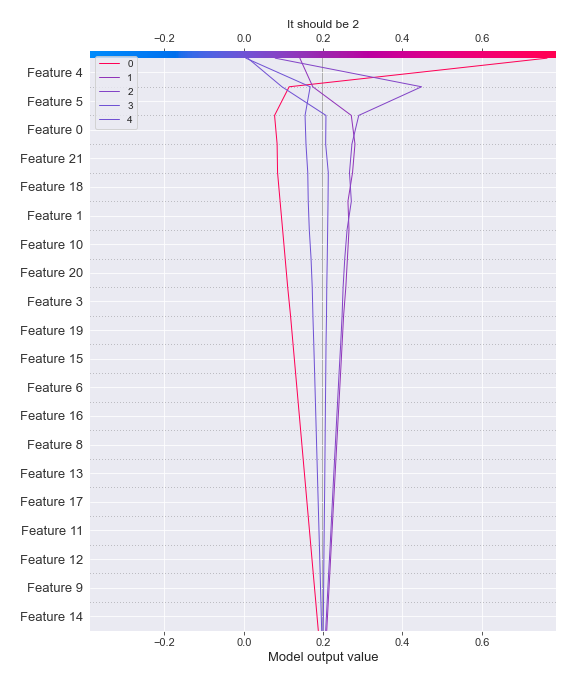 It should be 2
−0.2 0.0 0.2 0.4 0.6
0
1
2
3
4
Feature 4
Feature 5
Feature 0
Feature 21
Feature 18
Feature 1
Feature 10
Feature 20
Feature 3
Feature 19
Feature 15
Feature 6
Feature 16
Feature 8
Feature 13
Feature 17
Feature 11
Feature 12
Feature 9
Feature 14
−0.2 0.0 0.2 0.4 0.6
Model output value